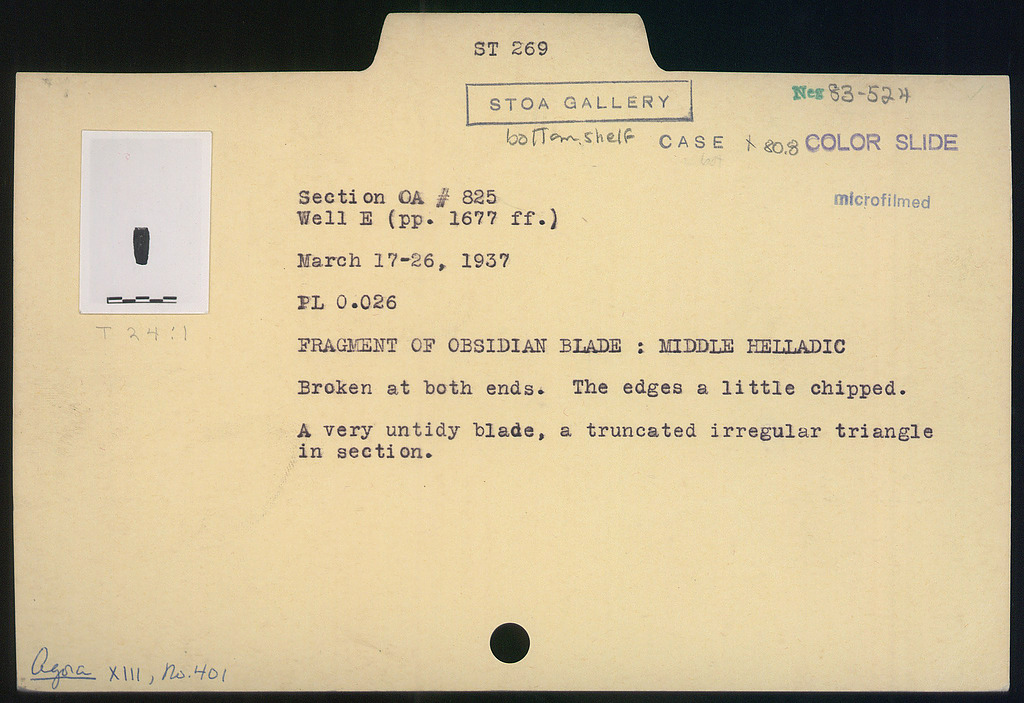 ST 269
STOA GALLERY
Neg 83-524
bottom shelf CASE 80.8 COLOR SLIDE
microfilmed
Section OA # 825
Well E (pp. 1677 ff.)
March 17-26, 1937
PL 0.026
T 24:1
FRAGMENT OF OBSIDIAN BLADE : MIDDLE HELLADIC
Broken at both ends. The edges a little chipped.
A very untidy blade, a truncated irregular triangle
in section.
Agora XIII, No. 401